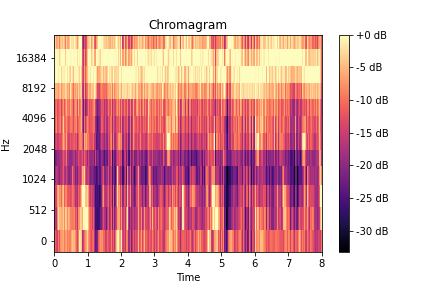 Chromagram
Hz
16384
8192
4096
2048
1024
512
0
0 1 2 3 4 5 6 7 8
Time
+0 dB
-5 dB
-10 dB
-15 dB
-20 dB
-25 dB
-30 dB